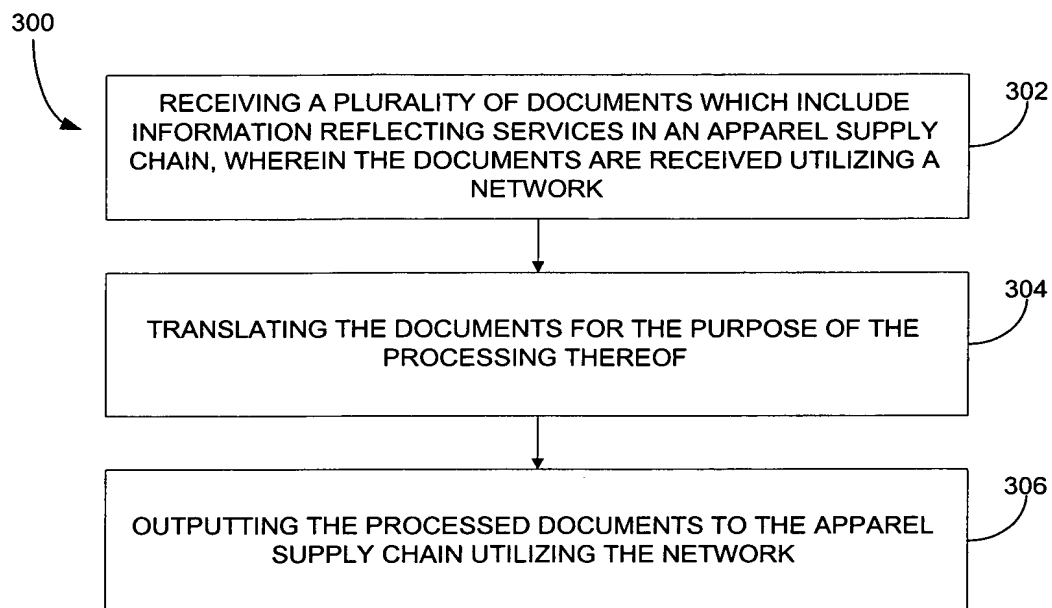 300
RECEIVING A PLURALITY OF DOCUMENTS WHICH INCLUDE
INFORMATION REFLECTING SERVICES IN AN APPAREL SUPPLY
CHAIN, WHEREIN THE DOCUMENTS ARE RECEIVED UTILIZING A
NETWORK
302
TRANSLATING THE DOCUMENTS FOR THE PURPOSE OF THE
PROCESSING THEREOF
304
OUTPUTTING THE PROCESSED DOCUMENTS TO THE APPAREL
SUPPLY CHAIN UTILIZING THE NETWORK
306